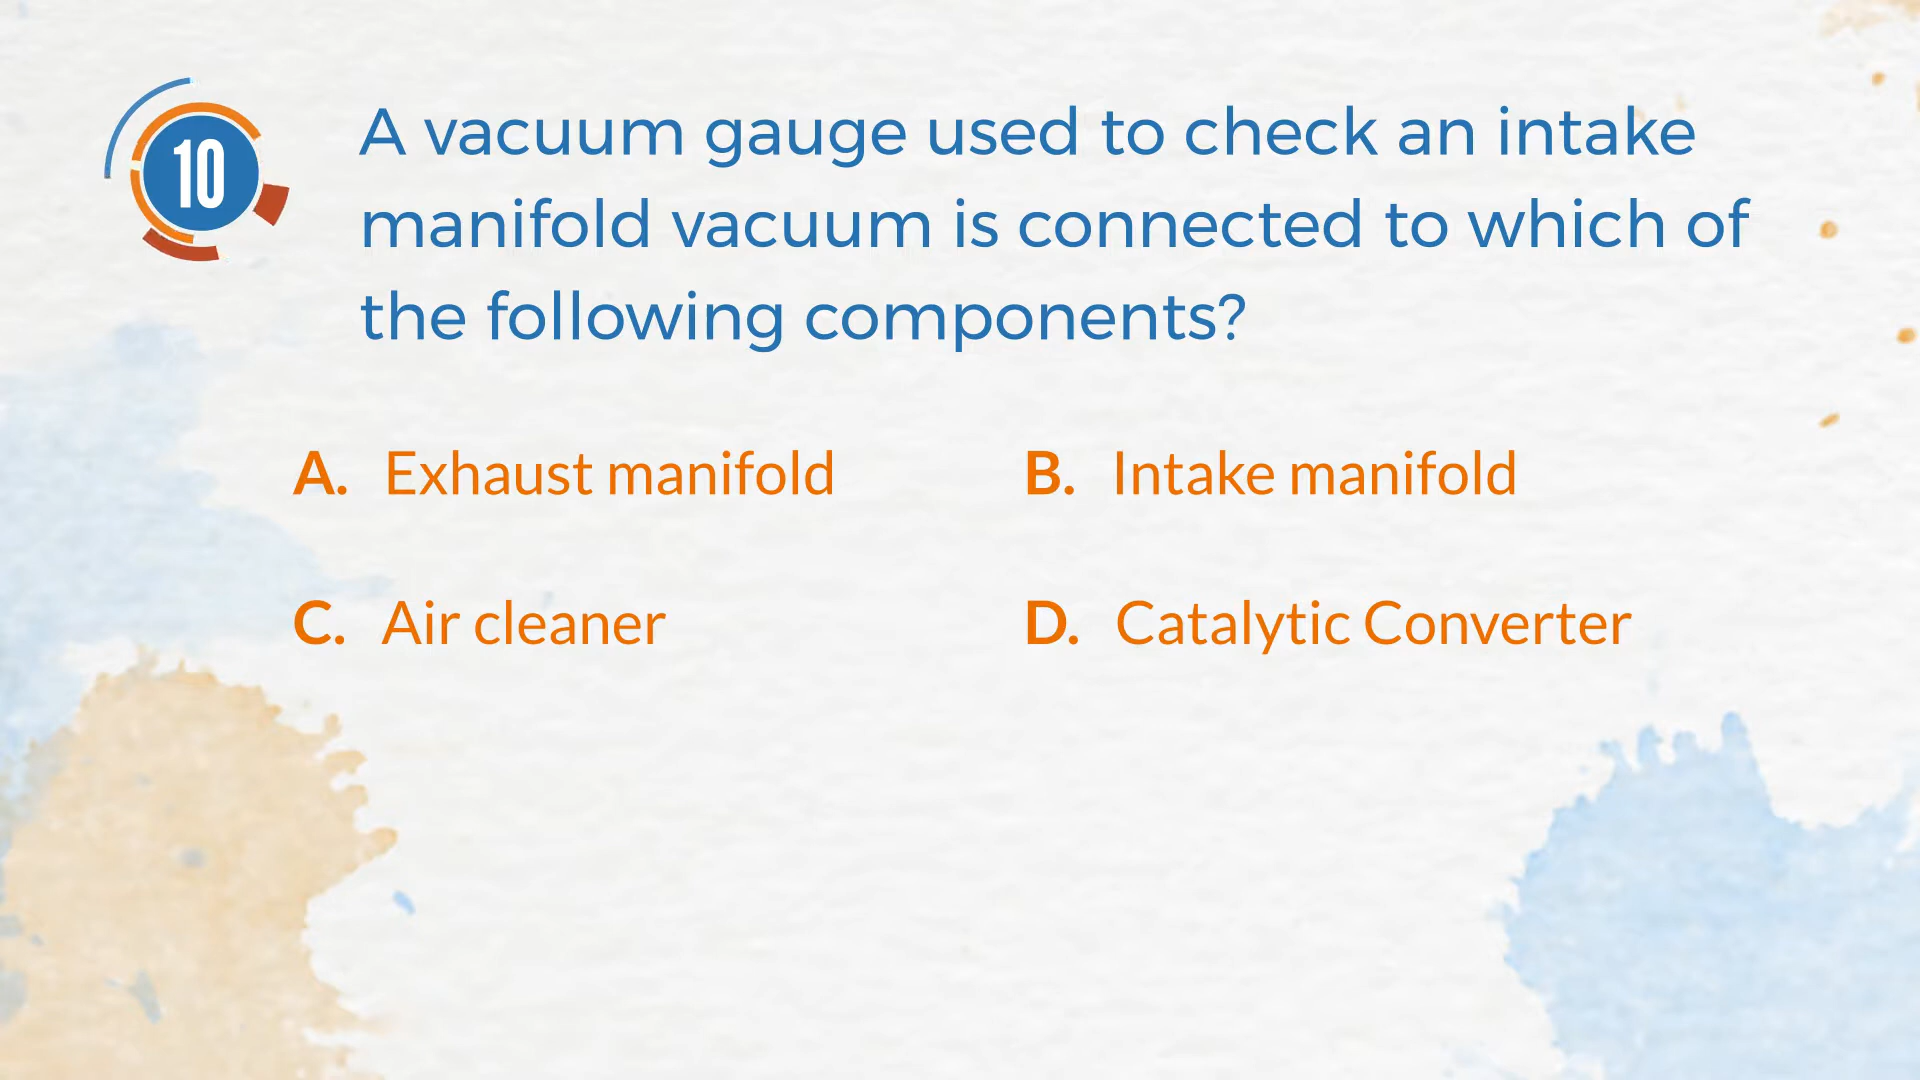 10
A vacuum gauge used to check an intake
manifold vacuum is connected to which of
the following components?
A. Exhaust manifold
B. Intake manifold
C. Air cleaner
D. Catalytic Converter